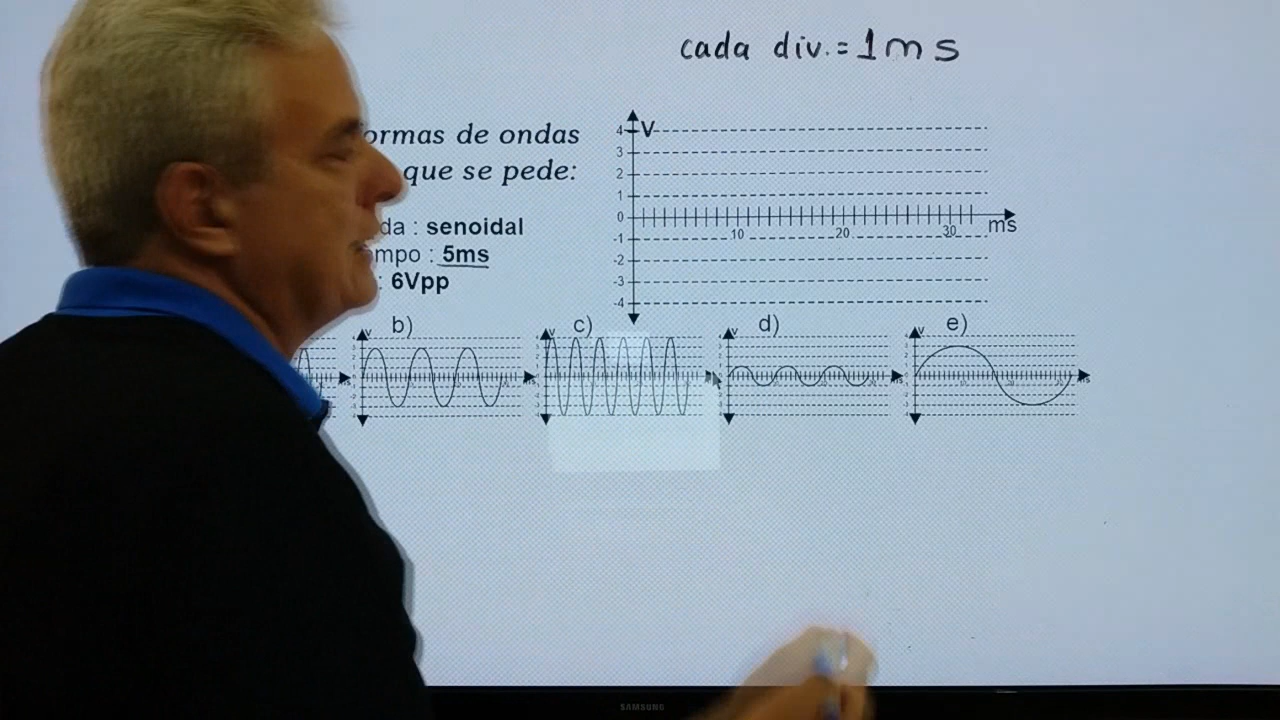 cada div. = 1ms
ormas de ondas
que se pede:
da : senoidal
mpo : 5ms
: 6Vpp
V
4
3
2
1
0
-1
-2
-3
-4
10 20 30 ms
b) c) d) e)
SAMSUNG